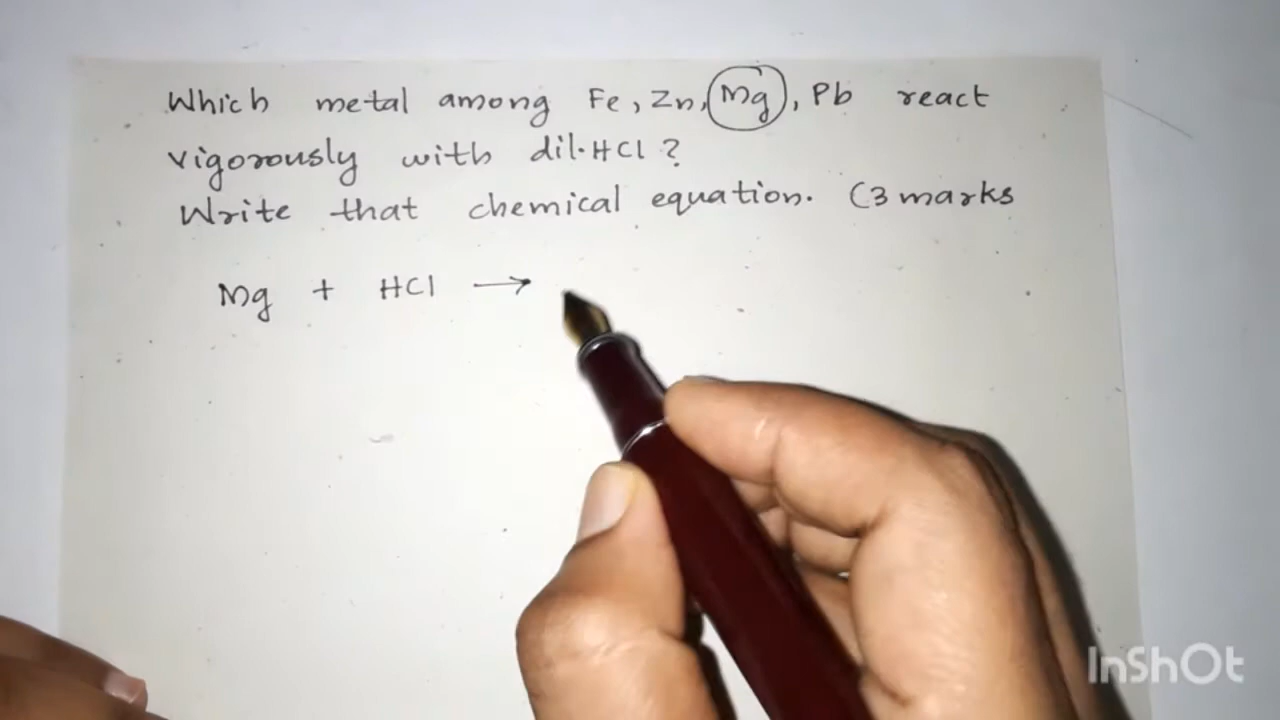 Which metal among Fe, Zn, Mg, Pb react
vigorously with dil.HCl?
Write that chemical equation. (3 marks
Mg + HCl →
InShOt